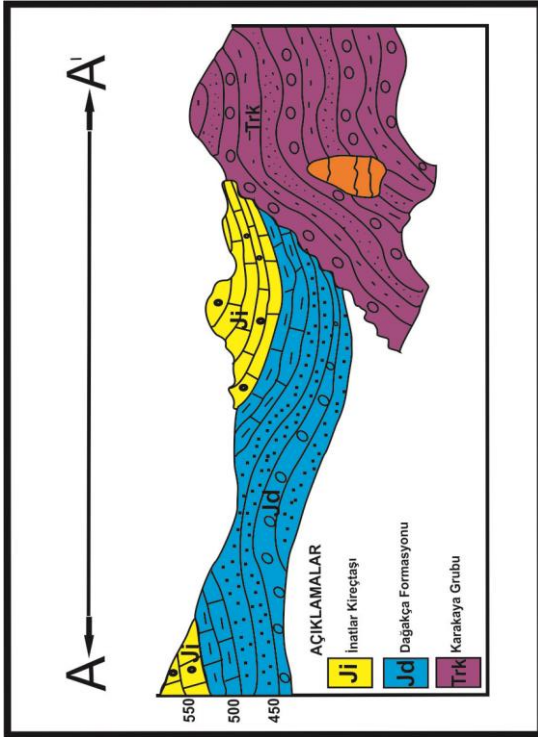 A A'
Trk
Ji
Jd
Ji
550
500
450
AÇIKLAMALAR
Ji İnatlar Kireçtaşı
Jd Dağakça Formasyonu
Trk Karakaya Grubu